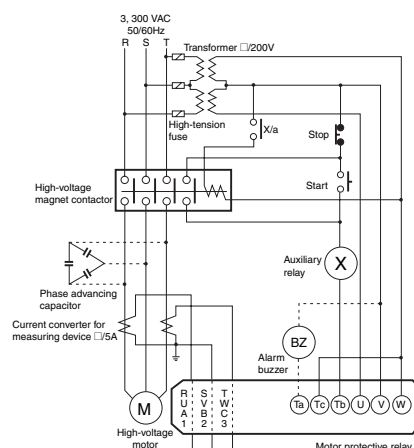 3, 300 VAC
50/60Hz
R S T
Transformer □/200V
High-tension
fuse
X/a
Stop
Start
High-voltage
magnet contactor
Auxiliary
relay
X
Phase advancing
capacitor
Current converter for
measuring device □/5A
BZ
Alarm
buzzer
M
High-voltage
motor
R U A 1
S V B 2
T W C 3
Ta Tc Tb U V W
Motor protective relay